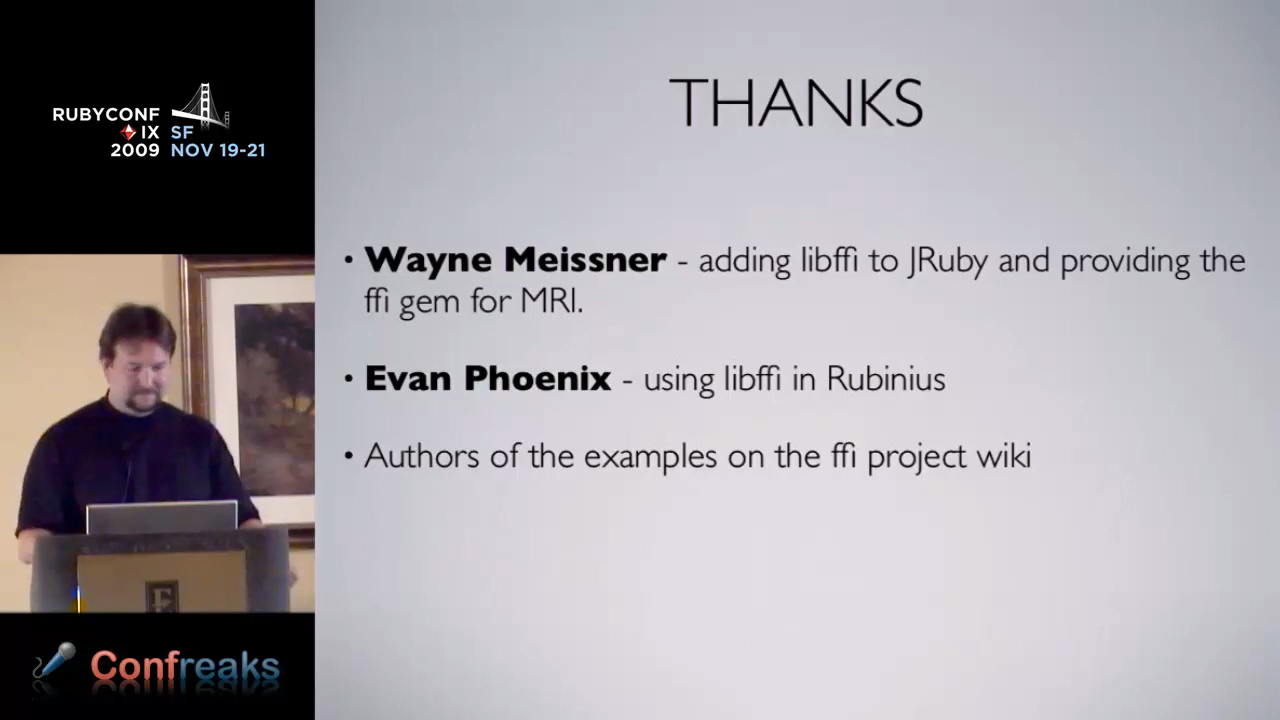 RUBYCONF
IX SF
2009 NOV 19-21
THANKS
• Wayne Meissner - adding libffi to JRuby and providing the
ffi gem for MRI.
• Evan Phoenix - using libffi in Rubinius
• Authors of the examples on the ffi project wiki
Confreaks